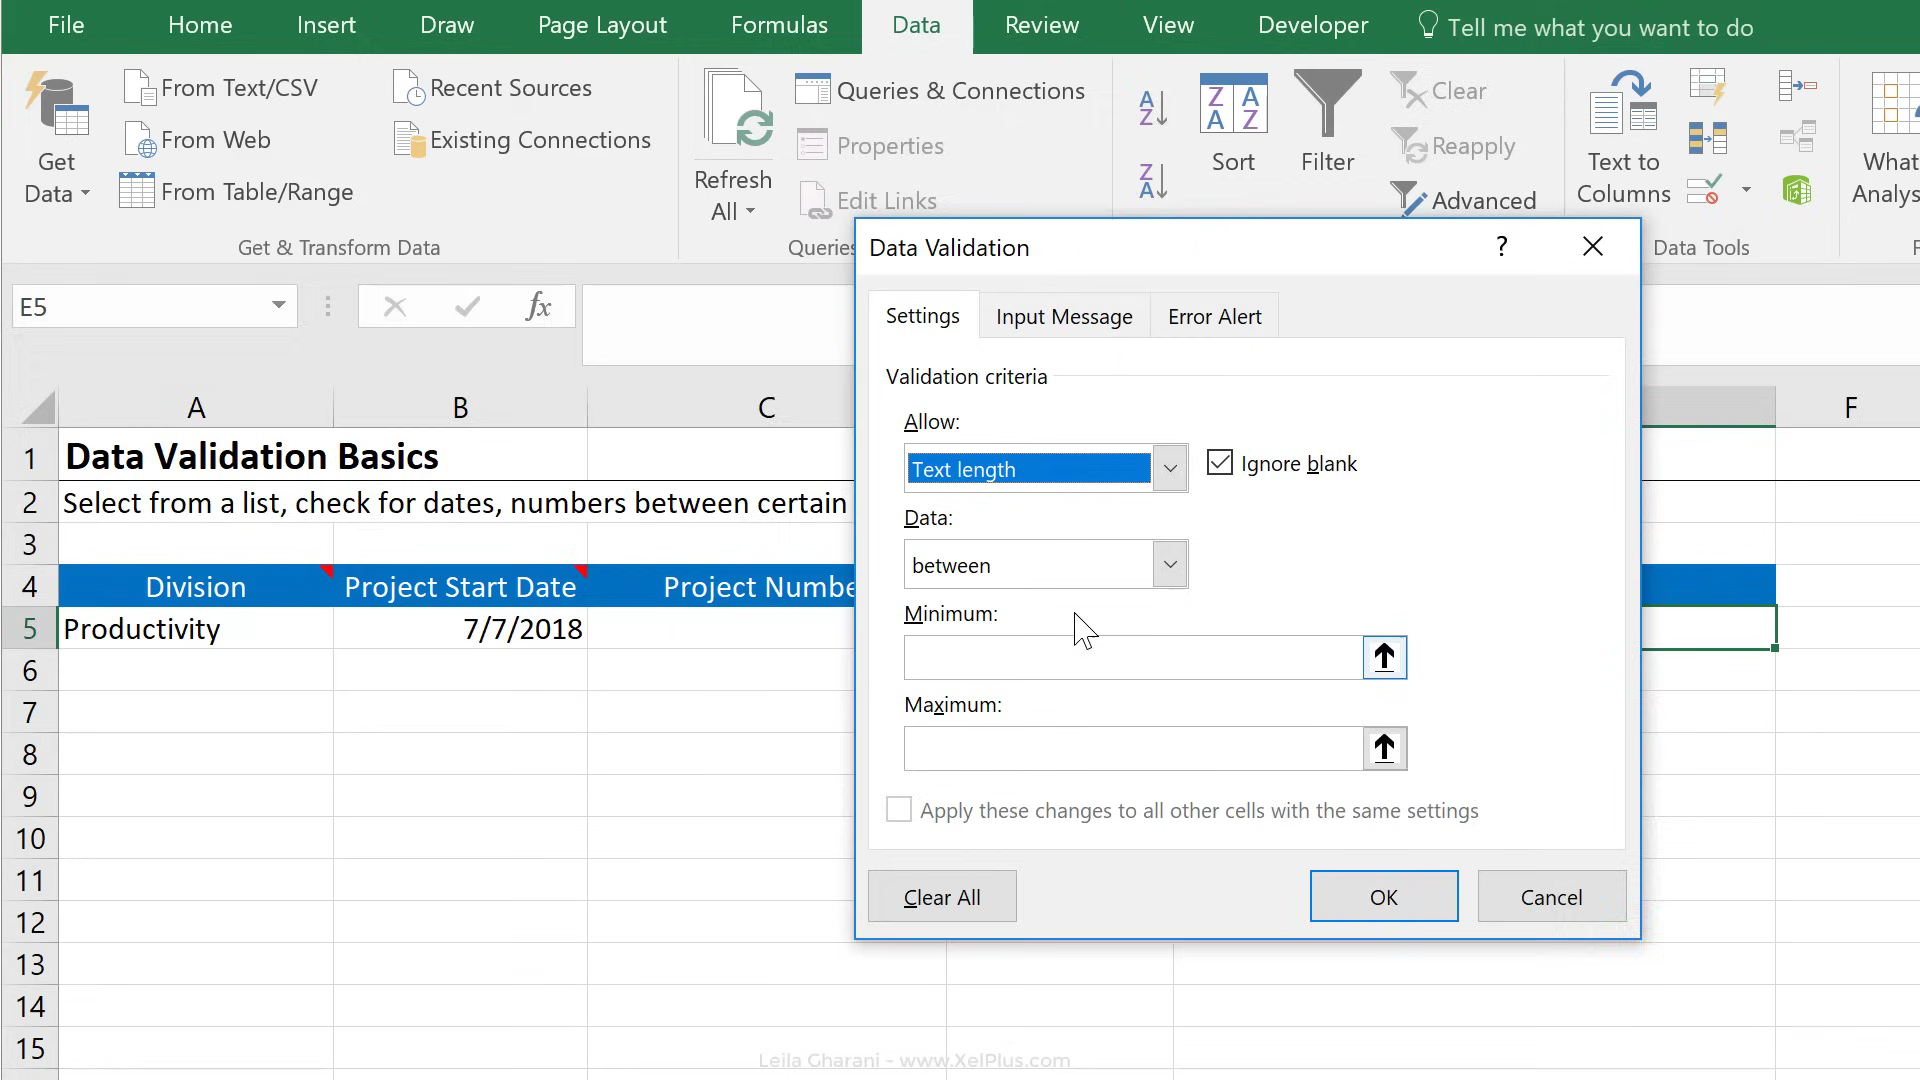 File Home Insert Draw Page Layout Formulas Data Review View Developer Tell me what you want to do
From Text/CSV Recent Sources Queries & Connections Clear
From Web Existing Connections Properties Reapply
Get Data From Table/Range Refresh All Edit Links Sort Filter Advanced Text to Columns What Analys
Get & Transform Data Queries Data Tools
E5 fx
Data Validation ?
Settings Input Message Error Alert
Validation criteria
Allow:
Text length Ignore blank
Data:
between
Minimum:
Maximum:
Apply these changes to all other cells with the same settings
Clear All OK Cancel
A B C F
1 Data Validation Basics
2 Select from a list, check for dates, numbers between certain
3
4 Division Project Start Date Project Numbe
5 Productivity 7/7/2018
6
7
8
9
10
11
12
13
14
15
Leila Gharani - www.XelPlus.com